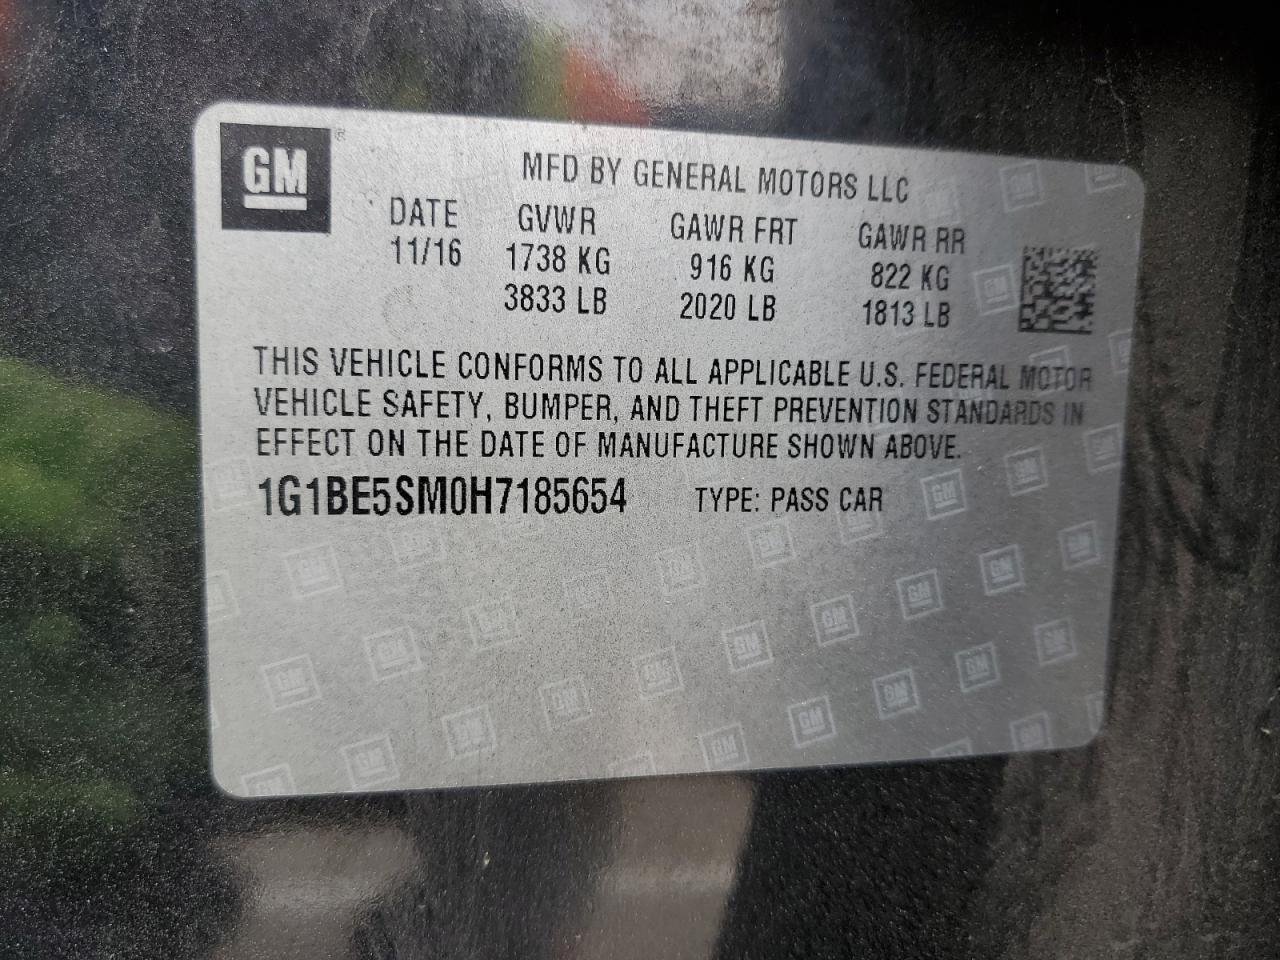 GM ®
MFD BY GENERAL MOTORS LLC
DATE GVWR GAWR FRT GAWR RR
11/16 1738 KG 916 KG 822 KG
3833 LB 2020 LB 1813 LB
THIS VEHICLE CONFORMS TO ALL APPLICABLE U.S. FEDERAL MOTOR
VEHICLE SAFETY, BUMPER, AND THEFT PREVENTION STANDARDS IN
EFFECT ON THE DATE OF MANUFACTURE SHOWN ABOVE.
1G1BE5SM0H7185654 TYPE: PASS CAR